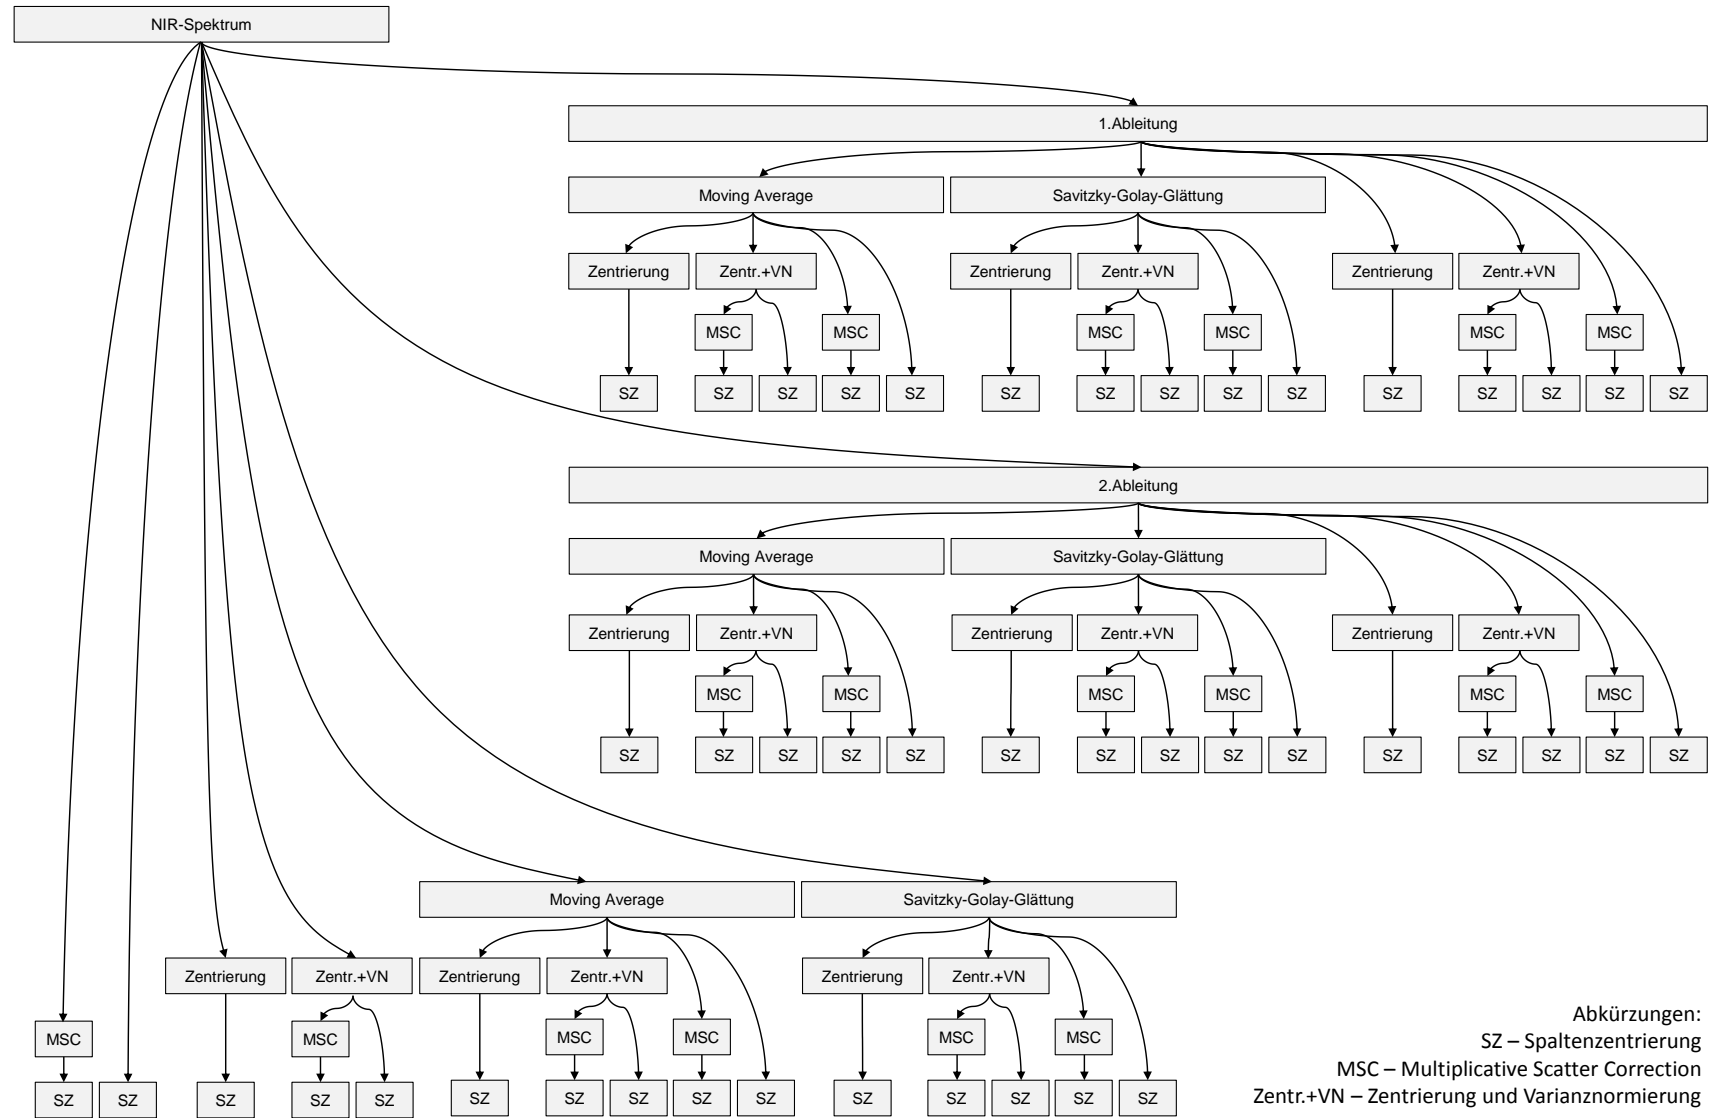 NIR-Spektrum
1.Ableitung
Moving Average Savitzky-Golay-Glättung
Zentrierung Zentr.+VN Zentrierung Zentr.+VN Zentrierung Zentr.+VN
MSC MSC MSC MSC MSC MSC
SZ SZ SZ SZ SZ SZ SZ SZ SZ SZ SZ SZ SZ SZ SZ
2.Ableitung
Moving Average Savitzky-Golay-Glättung
Zentrierung Zentr.+VN Zentrierung Zentr.+VN Zentrierung Zentr.+VN
MSC MSC MSC MSC MSC MSC
SZ SZ SZ SZ SZ SZ SZ SZ SZ SZ SZ SZ SZ SZ SZ
Moving Average Savitzky-Golay-Glättung
Zentrierung Zentr.+VN Zentrierung Zentr.+VN Zentrierung Zentr.+VN
MSC MSC MSC MSC MSC MSC
SZ SZ SZ SZ SZ SZ SZ SZ SZ SZ SZ SZ SZ SZ SZ
Abkürzungen:
SZ – Spaltenzentrierung
MSC – Multiplicative Scatter Correction
Zentr.+VN – Zentrierung und Varianznormierung